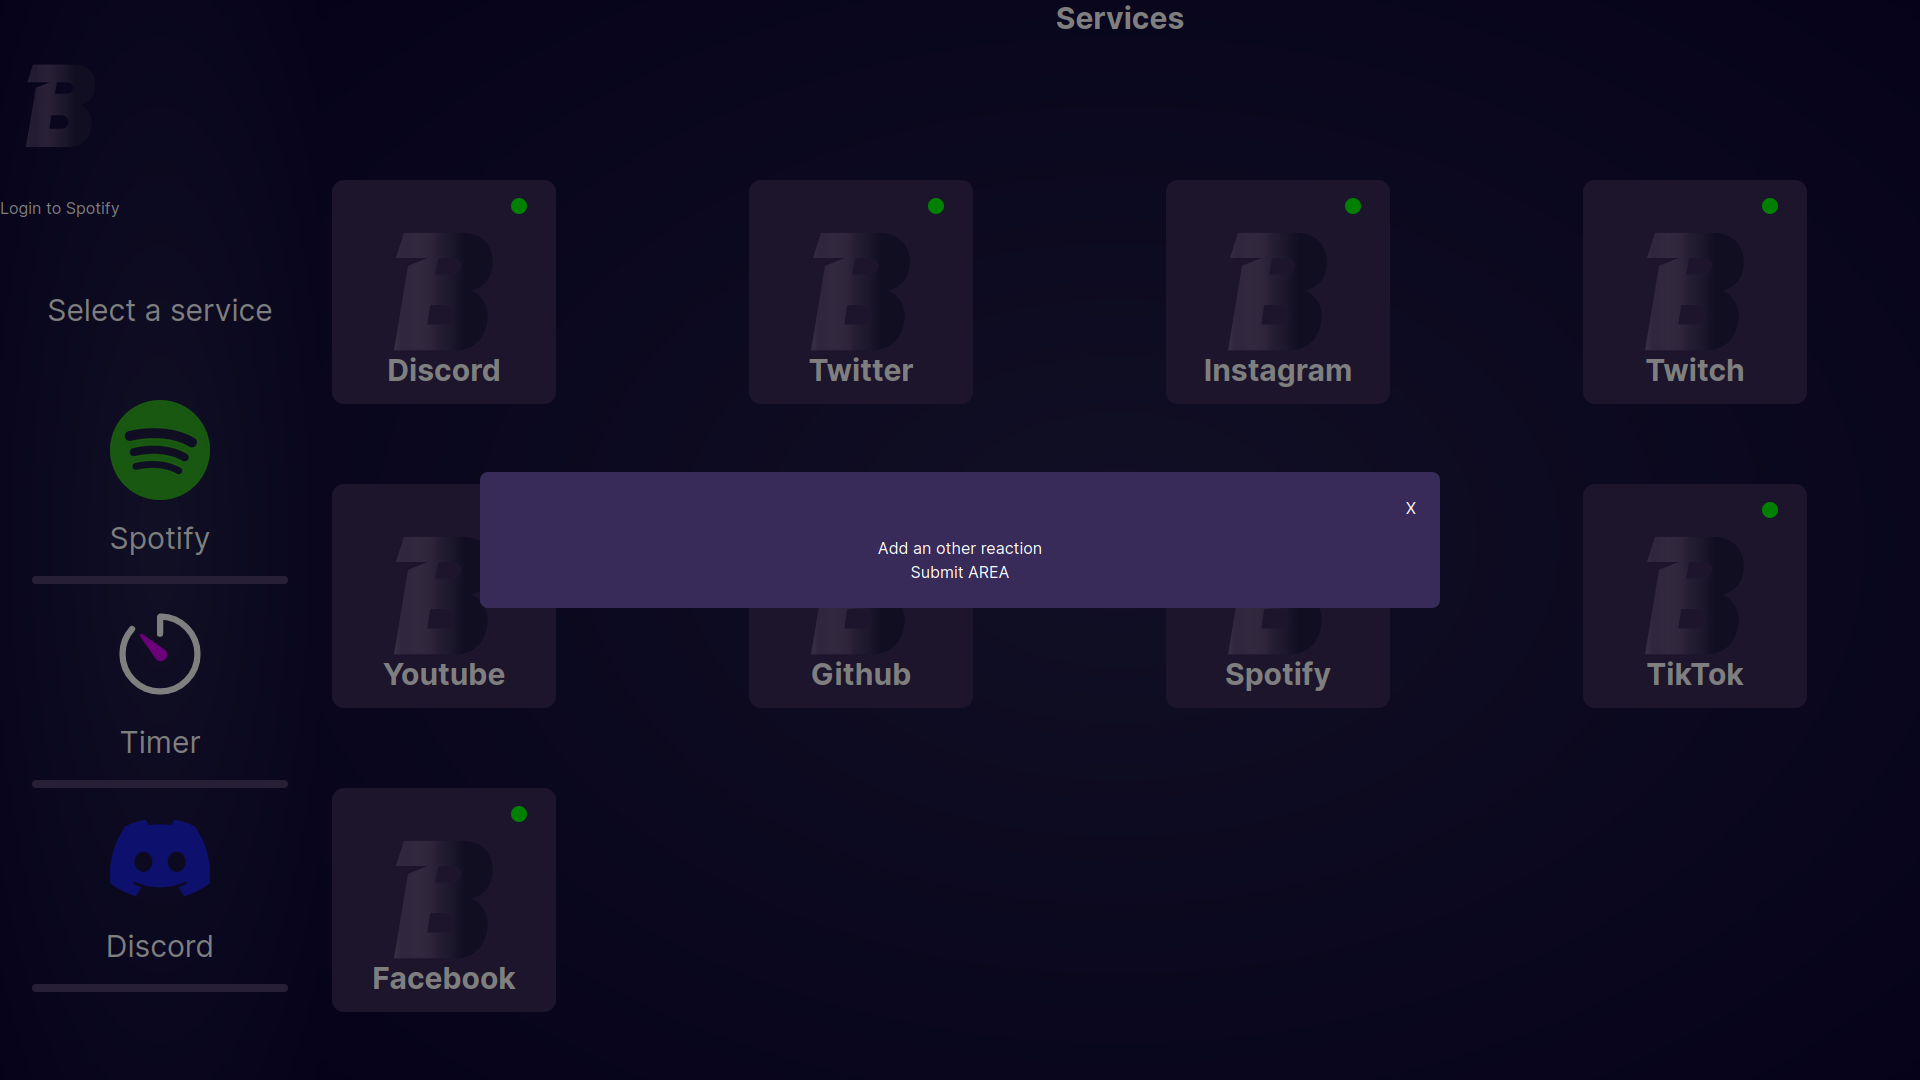 Services
Login to Spotify
Select a service
Spotify
Timer
Discord
Discord
Twitter
Instagram
Twitch
X
Add an other reaction
Submit AREA
Youtube
Github
Spotify
TikTok
Facebook